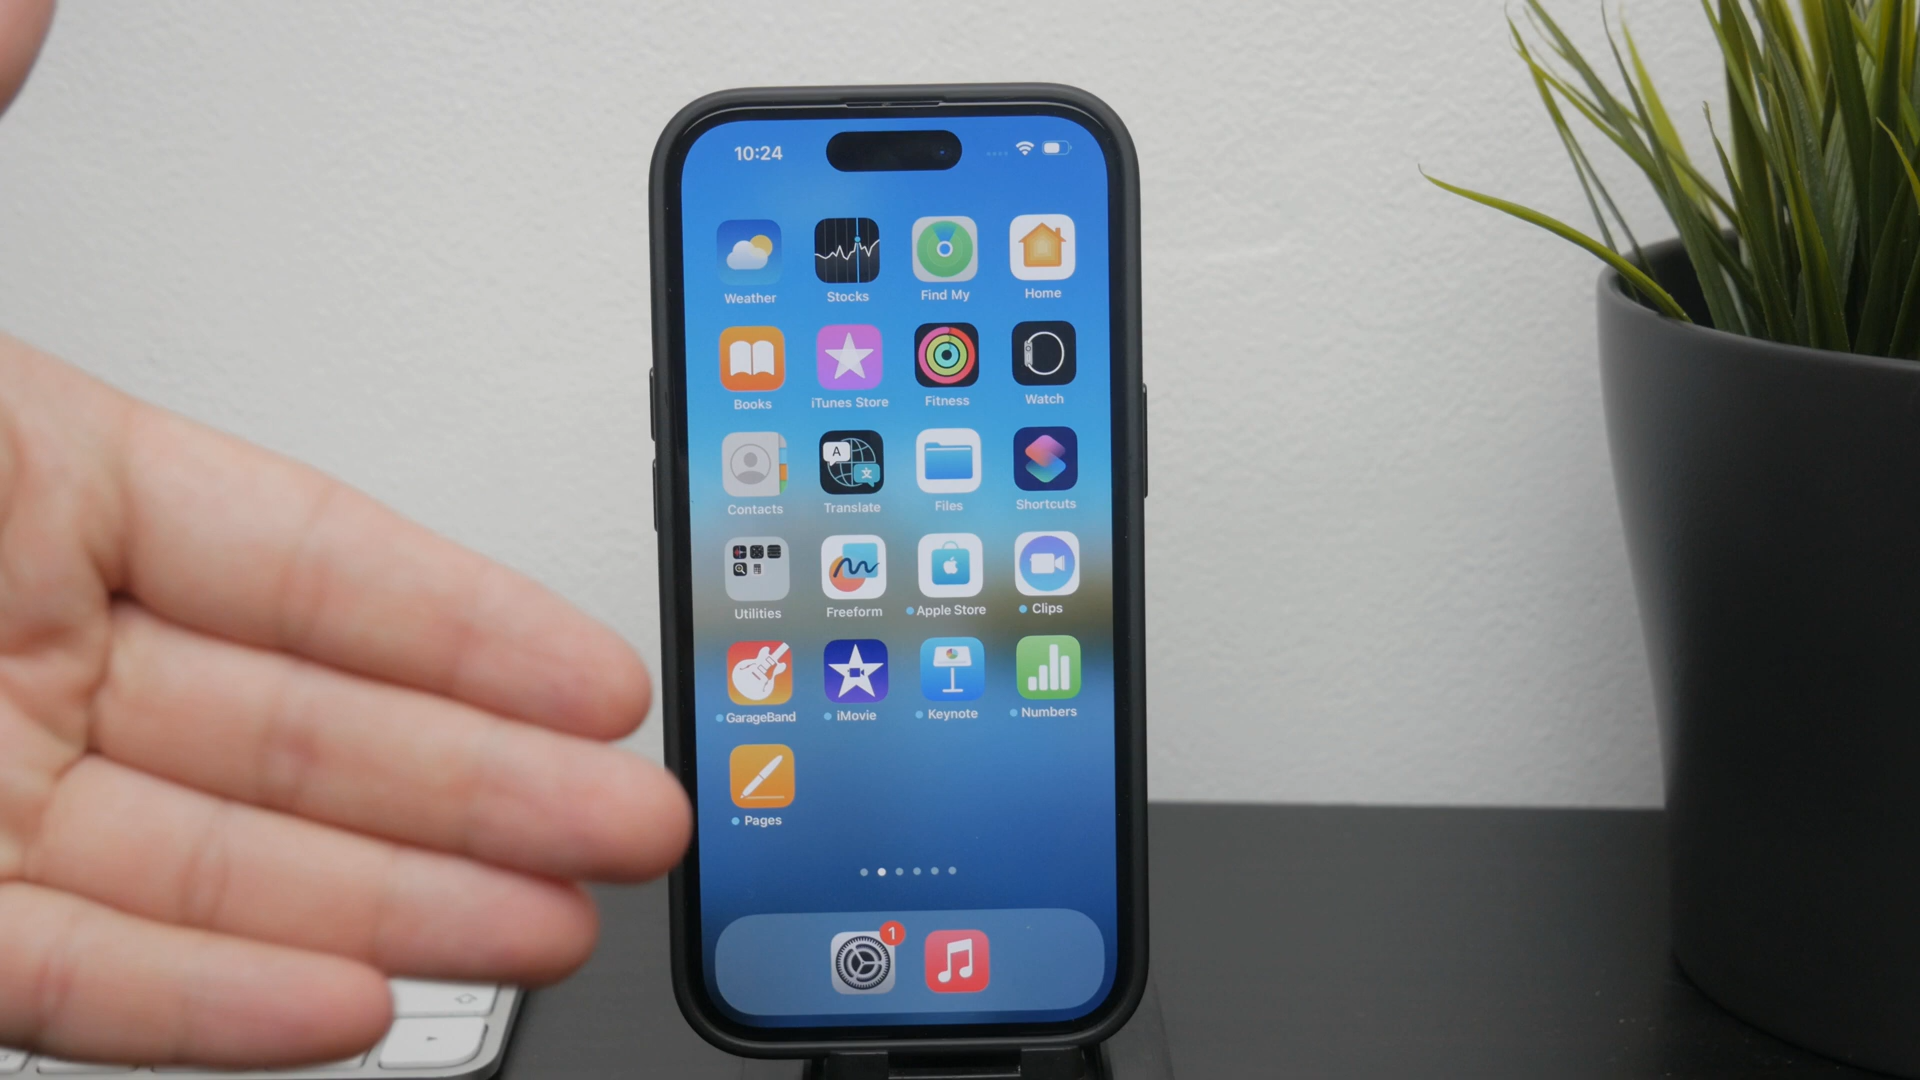 10:24
Weather Stocks Find My Home
Books iTunes Store Fitness Watch
A
文
Contacts Translate Files Shortcuts
Utilities Freeform Apple Store Clips
GarageBand iMovie Keynote Numbers
Pages
1